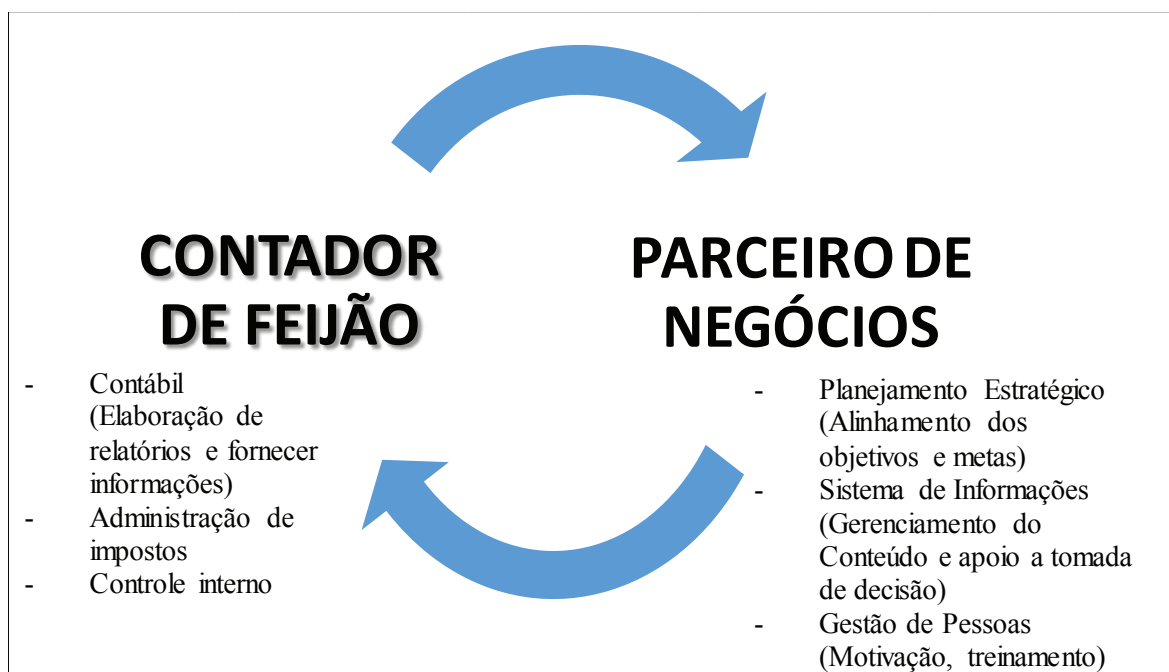 CONTADOR
DE FEIJÃO
- Contábil
(Elaboração de
relatórios e fornecer
informações)
- Administração de
impostos
- Controle interno
PARCEIRO DE
NEGÓCIOS
- Planejamento Estratégico
(Alinhamento dos
objetivos e metas)
- Sistema de Informações
(Gerenciamento do
Conteúdo e apoio a tomada
de decisão)
- Gestão de Pessoas
(Motivação, treinamento)